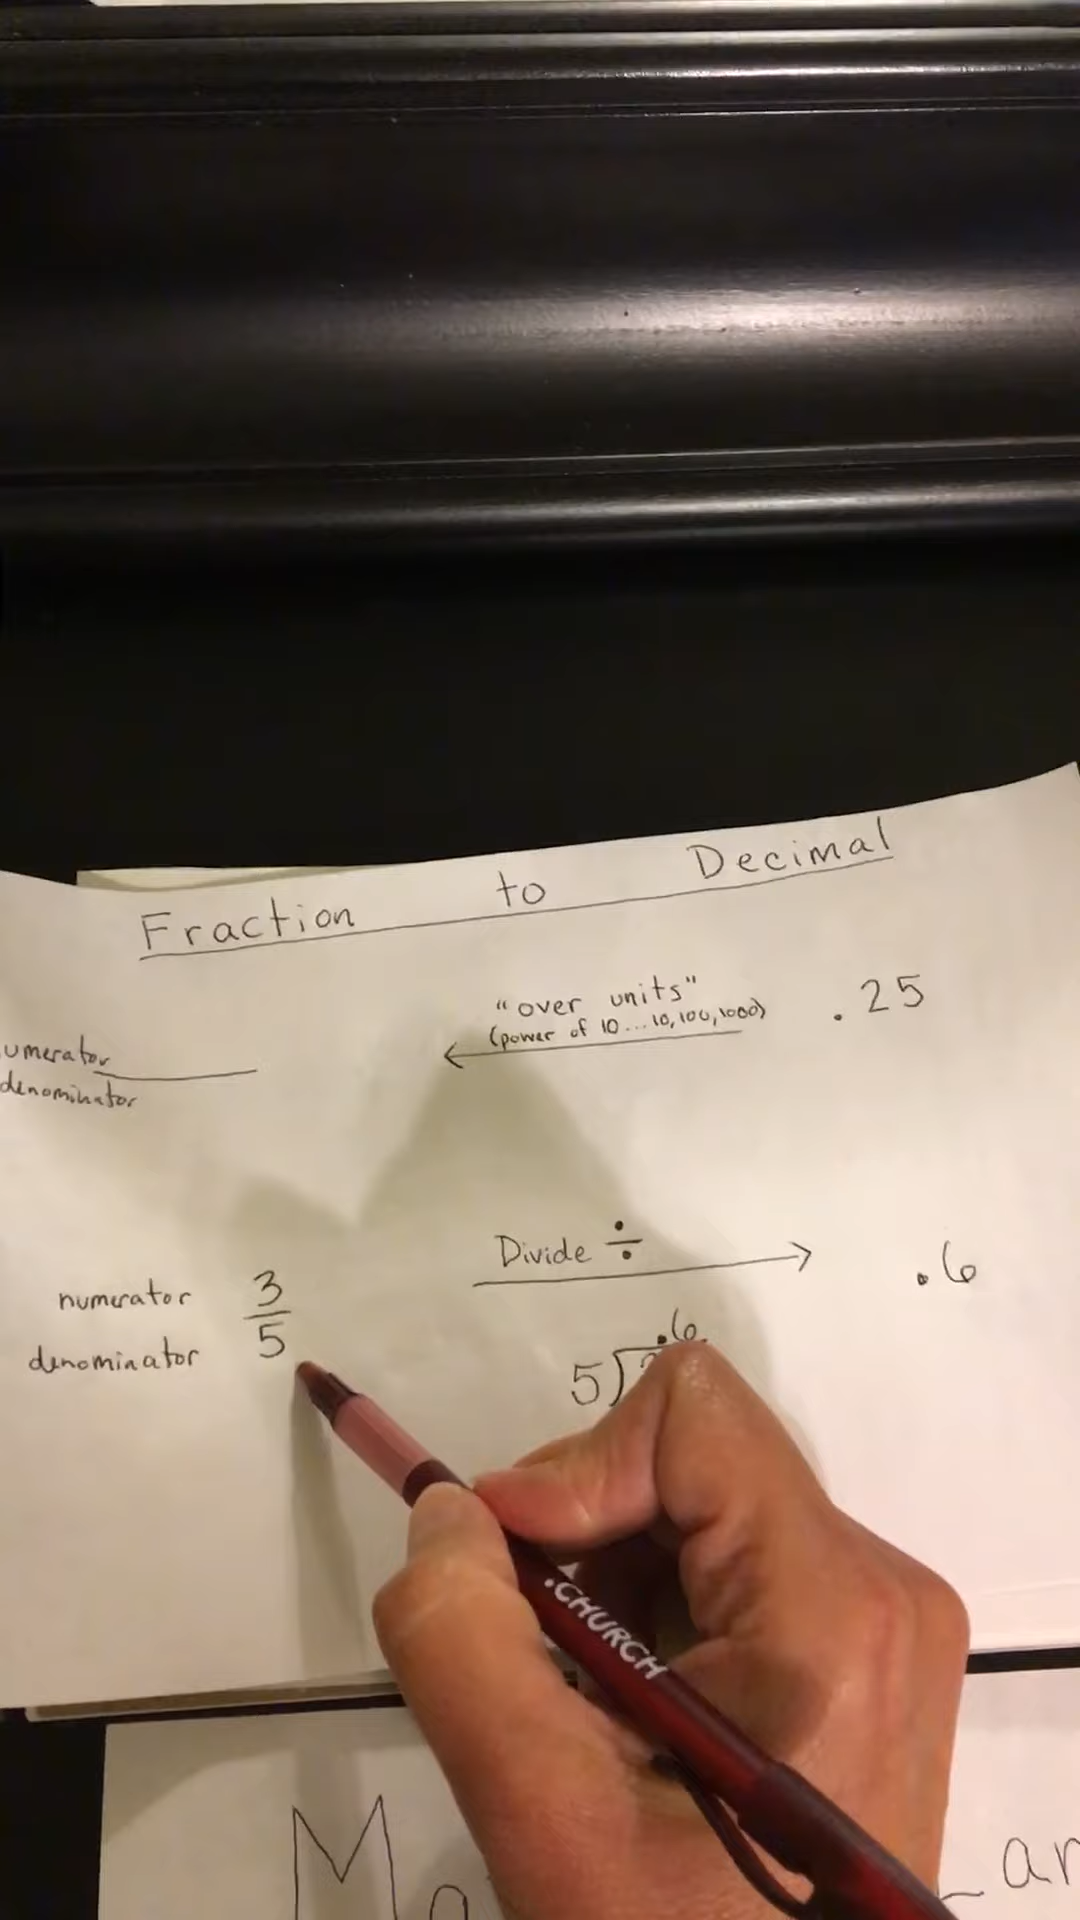 Fraction to Decimal
"over units"
(power of 10...10,100,1000)
.25
umerator
denominator
Divide ÷
.6
numerator 3
denominator 5
.6
5
.CHURCH